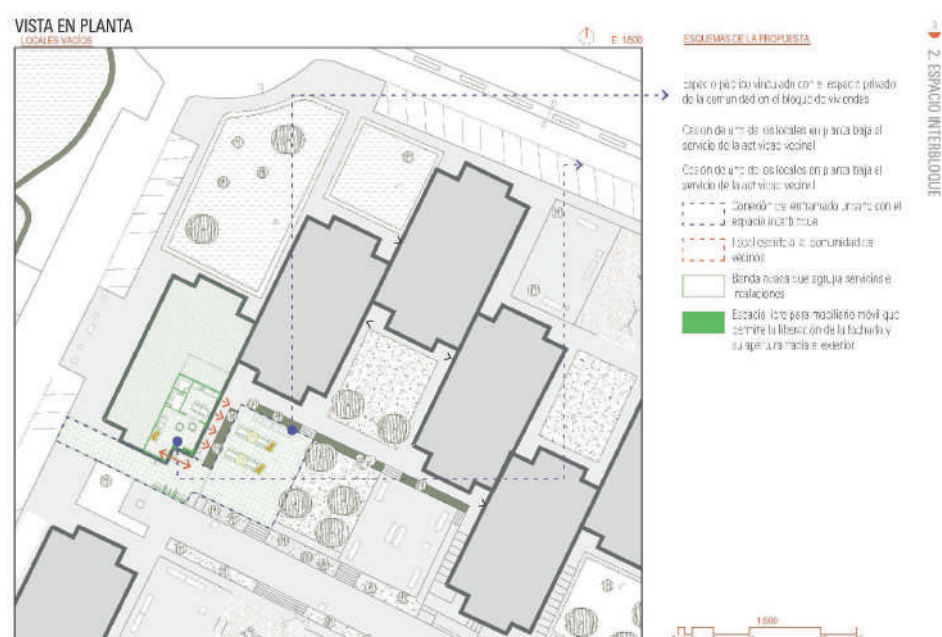 VISTA EN PLANTA
LOCALES VACÍOS
E: 1/500
ESQUEMAS DE LA PROPUESTA
Espacio público vinculado con el espacio privado
de la comunidad en el bloque de viviendas
Cesión de uno de los locales en planta baja al
servicio de la actividad vecinal
Cesión de uno de los locales en planta baja al
servicio de la actividad vecinal
Conexión del entramado urbano con el
espacio interbloque
Local cedido a la comunidad de
vecinos
Banda opaca que agrupa servicios e
instalaciones
Espacio libre para mobiliario móvil que
permite la liberación de la fachada y
su apertura hacia el exterior
2. ESPACIO INTERBLOQUE
1:500